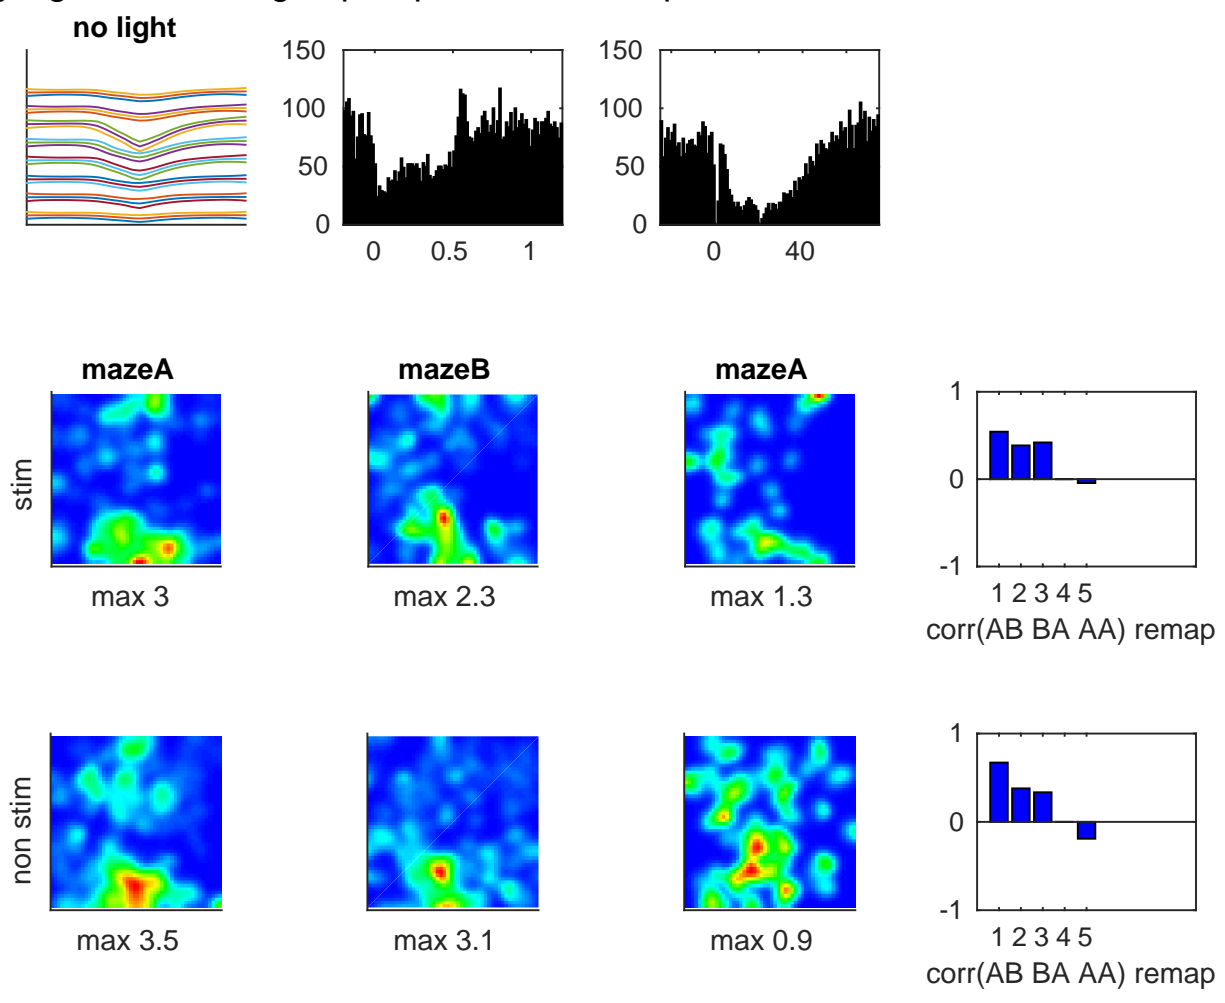 no light
150
100
50
0
0 0.5 1
150
100
50
0
0 40
mazeA mazeB mazeA
stim
max 3 max 2.3 max 1.3
1
0
-1
1 2 3 4 5
corr(AB BA AA) remap
non stim
max 3.5 max 3.1 max 0.9
1
0
-1
1 2 3 4 5
corr(AB BA AA) remap